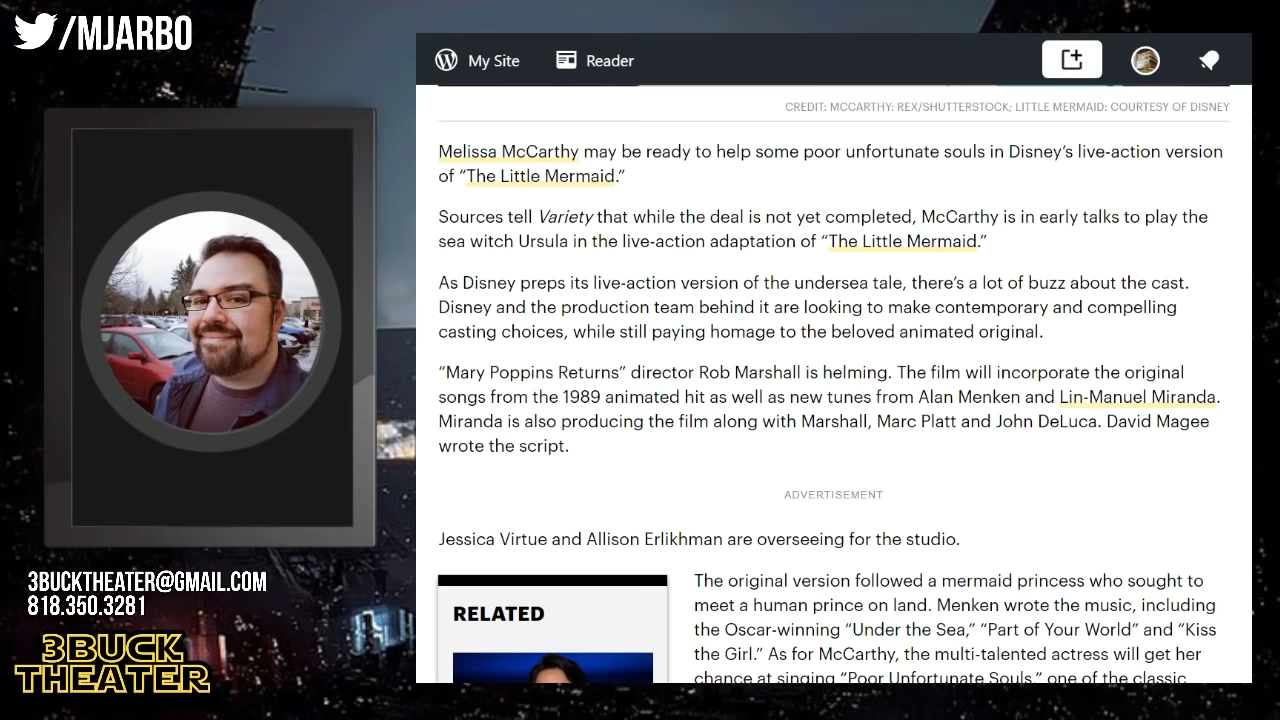 /MJARBO
My Site
Reader
CREDIT: MCCARTHY: REX/SHUTTERSTOCK; LITTLE MERMAID: COURTESY OF DISNEY
Melissa McCarthy may be ready to help some poor unfortunate souls in Disney’s live-action version
of “The Little Mermaid.”
Sources tell Variety that while the deal is not yet completed, McCarthy is in early talks to play the
sea witch Ursula in the live-action adaptation of “The Little Mermaid.”
As Disney preps its live-action version of the undersea tale, there’s a lot of buzz about the cast.
Disney and the production team behind it are looking to make contemporary and compelling
casting choices, while still paying homage to the beloved animated original.
“Mary Poppins Returns” director Rob Marshall is helming. The film will incorporate the original
songs from the 1989 animated hit as well as new tunes from Alan Menken and Lin-Manuel Miranda.
Miranda is also producing the film along with Marshall, Marc Platt and John DeLuca. David Magee
wrote the script.
ADVERTISEMENT
Jessica Virtue and Allison Erlikhman are overseeing for the studio.
RELATED
The original version followed a mermaid princess who sought to
meet a human prince on land. Menken wrote the music, including
the Oscar-winning “Under the Sea,” “Part of Your World” and “Kiss
the Girl.” As for McCarthy, the multi-talented actress will get her
chance at singing “Poor Unfortunate Souls,” one of the classic
3BUCKTHEATER@GMAIL.COM
818.350.3281
3BUCK
THEATER